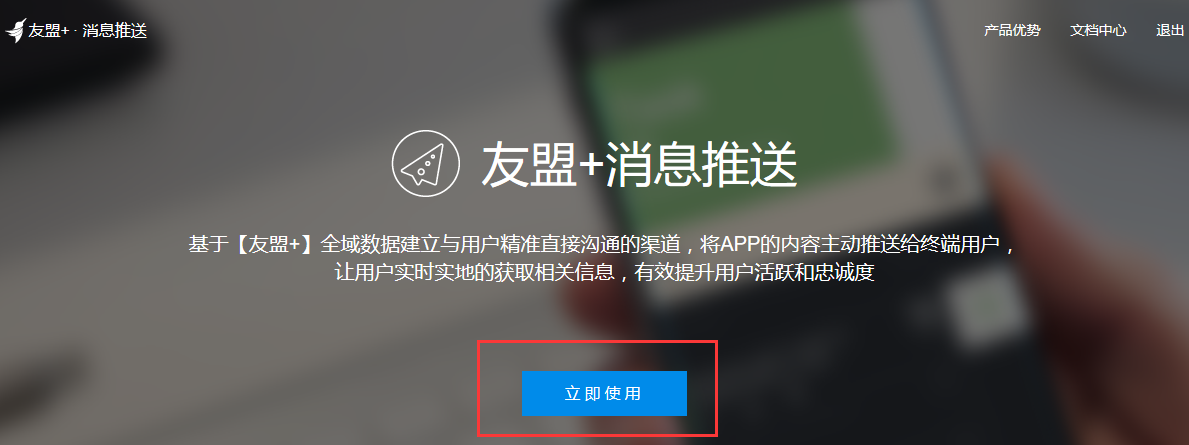 友盟+ · 消息推送
产品优势 文档中心 退出
友盟+消息推送
基于【友盟+】全域数据建立与用户精准直接沟通的渠道，将APP的内容主动推送给终端用户，
让用户实时实地的获取相关信息，有效提升用户活跃和忠诚度
立即使用